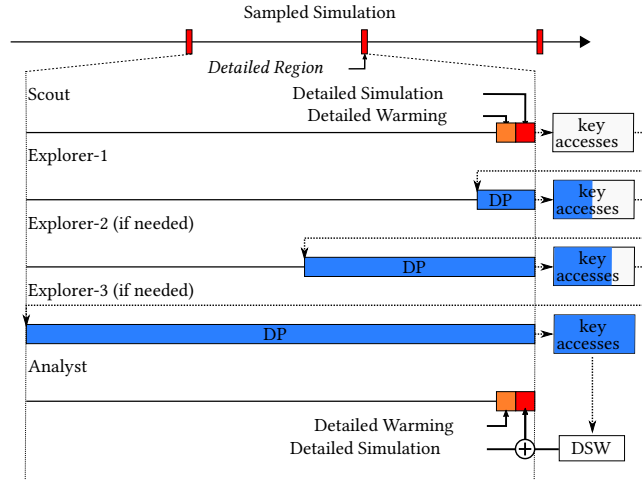 Sampled Simulation
Detailed Region
Scout
Detailed Simulation
Detailed Warming
key
accesses
Explorer-1
DP
key
accesses
Explorer-2 (if needed)
DP
key
accesses
Explorer-3 (if needed)
DP
key
accesses
Analyst
Detailed Warming
Detailed Simulation
DSW